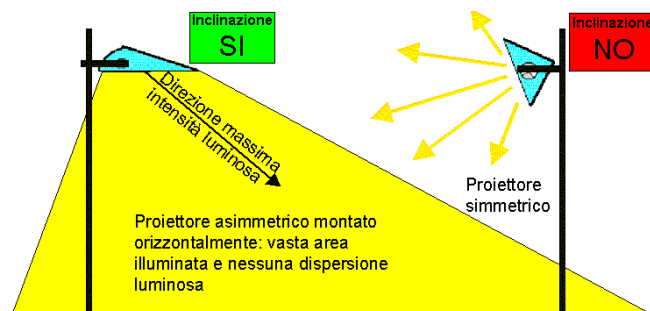 Inclinazione
SI
Inclinazione
NO
Direzione massima
intensità luminosa
Proiettore
simmetrico
Proiettore asimmetrico montato
orizzontalmente: vasta area
illuminata e nessuna dispersione
luminosa